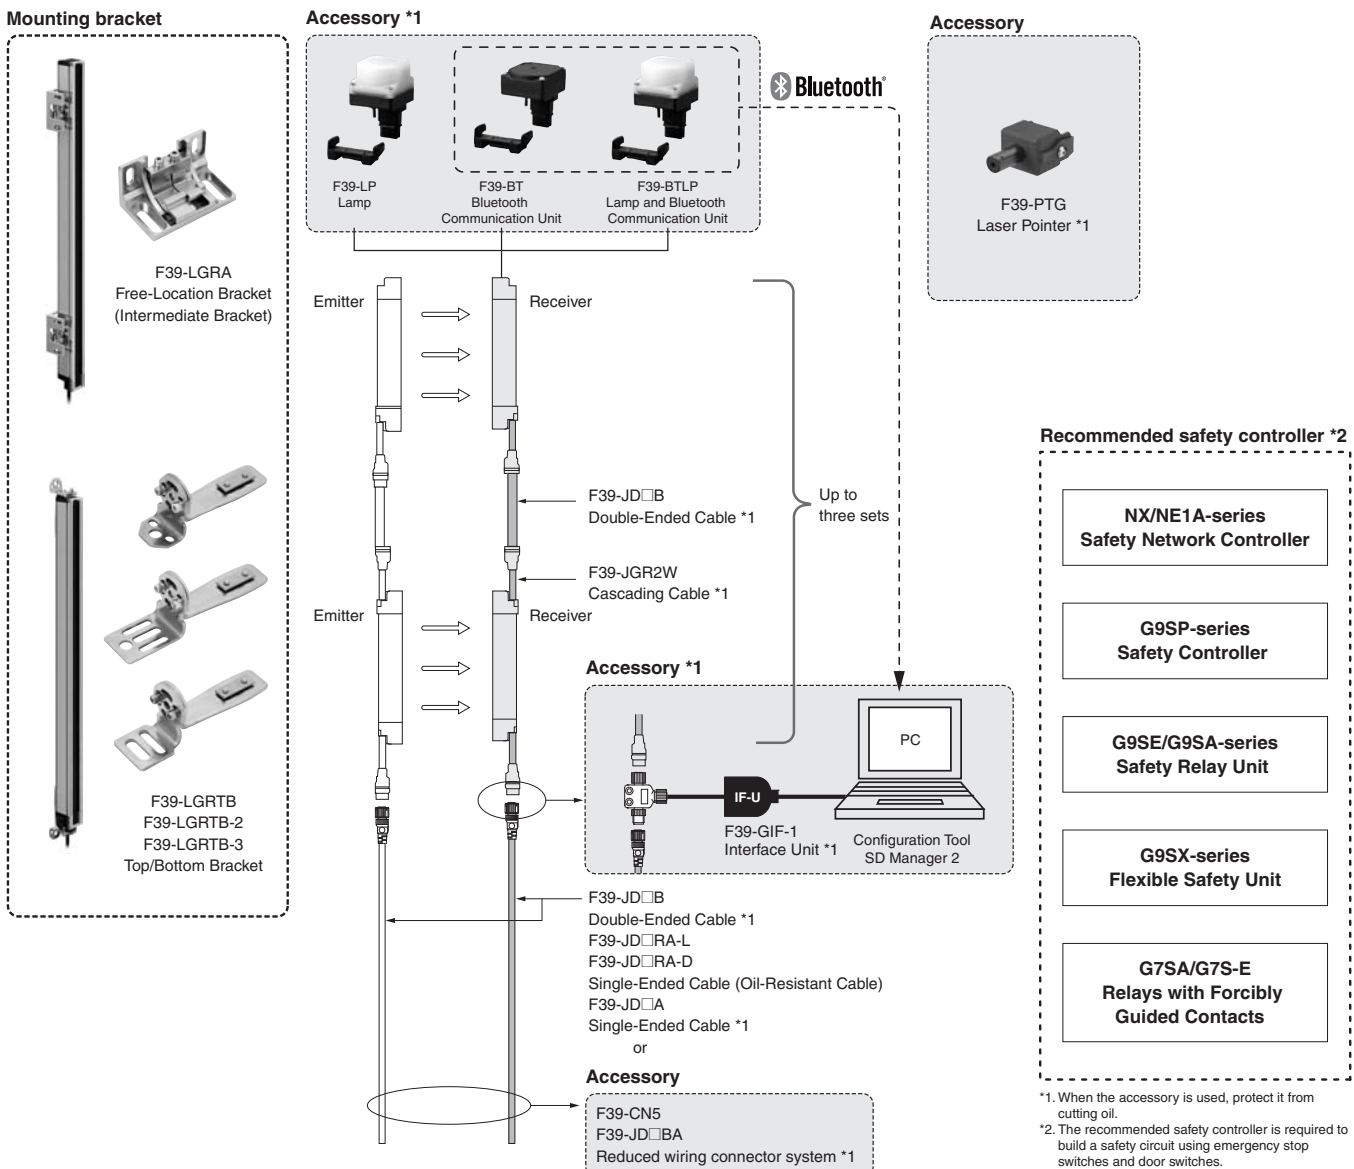 Mounting bracket
F39-LGRA
Free-Location Bracket
(Intermediate Bracket)
F39-LGRTB
F39-LGRTB-2
F39-LGRTB-3
Top/Bottom Bracket
Accessory *1
F39-LP
Lamp
F39-BT
Bluetooth
Communication Unit
F39-BTLP
Lamp and Bluetooth
Communication Unit
Bluetooth®
Accessory
F39-PTG
Laser Pointer *1
Emitter
Receiver
F39-JD□B
Double-Ended Cable *1
Up to
three sets
F39-JGR2W
Cascading Cable *1
Emitter
Receiver
Accessory *1
PC
IF-U
F39-GIF-1
Interface Unit *1
Configuration Tool
SD Manager 2
F39-JD□B
Double-Ended Cable *1
F39-JD□RA-L
F39-JD□RA-D
Single-Ended Cable (Oil-Resistant Cable)
F39-JD□A
Single-Ended Cable *1
or
Accessory
F39-CN5
F39-JD□BA
Reduced wiring connector system *1
Recommended safety controller *2
NX/NE1A-series
Safety Network Controller
G9SP-series
Safety Controller
G9SE/G9SA-series
Safety Relay Unit
G9SX-series
Flexible Safety Unit
G7SA/G7S-E
Relays with Forcibly
Guided Contacts
*1. When the accessory is used, protect it from
cutting oil.
*2. The recommended safety controller is required to
build a safety circuit using emergency stop
switches and door switches.